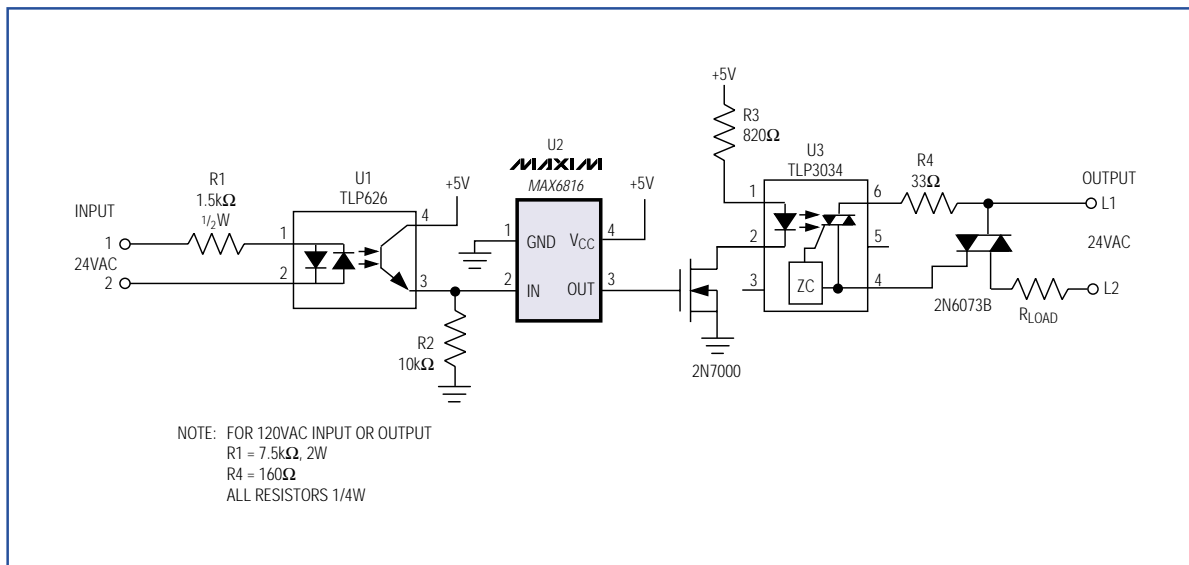 INPUT
1
24VAC
2
R1
1.5kΩ
1/2W
U1
TLP626
1
2
4
3
+5V
R2
10kΩ
U2
MAXIM
MAX6816
1
GND
VCC
4
+5V
2
IN
OUT
3
2N7000
+5V
R3
820Ω
U3
TLP3034
1
2
3
6
5
4
ZC
R4
33Ω
OUTPUT
L1
24VAC
L2
2N6073B
RLOAD
NOTE: FOR 120VAC INPUT OR OUTPUT
R1 = 7.5kΩ, 2W
R4 = 160Ω
ALL RESISTORS 1/4W